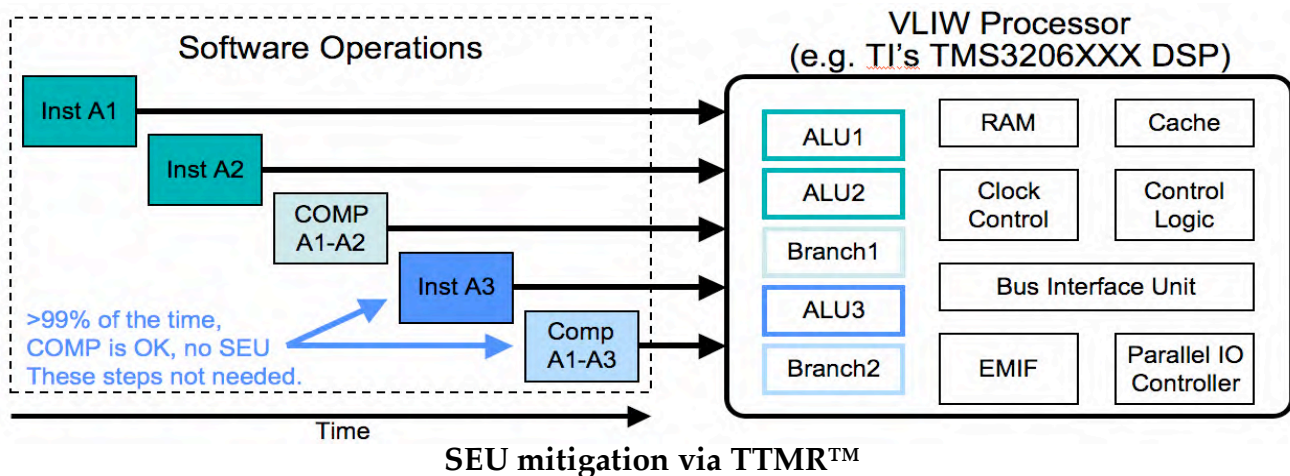 Software Operations
Inst A1
Inst A2
COMP
A1-A2
Inst A3
Comp
A1-A3
>99% of the time,
COMP is OK, no SEU
These steps not needed.
Time
VLIW Processor
(e.g. TI's TMS3206XXX DSP)
ALU1
ALU2
Branch1
ALU3
Branch2
RAM
Cache
Clock
Control
Control
Logic
Bus Interface Unit
EMIF
Parallel IO
Controller
SEU mitigation via TTMR™